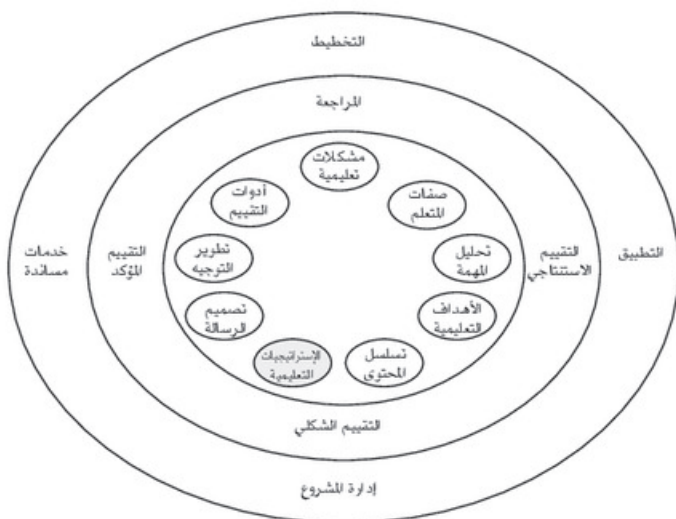 التخطيط
المراجعة
مشكلات
تعليمية
صفات
المتعلم
أدوات
التقييم
تحليل
المهمة
تطرير
التوجيه
الأهداف
التعليمية
تصميم
الرسالة
تسلسل
المحتوى
الإستراتيجيات
التعليمية
التطبيق
التقييم
الاستنتاجي
التقييم
المؤكد
خدمات
مساندة
التقييم الشكلي
إدارة المشروع